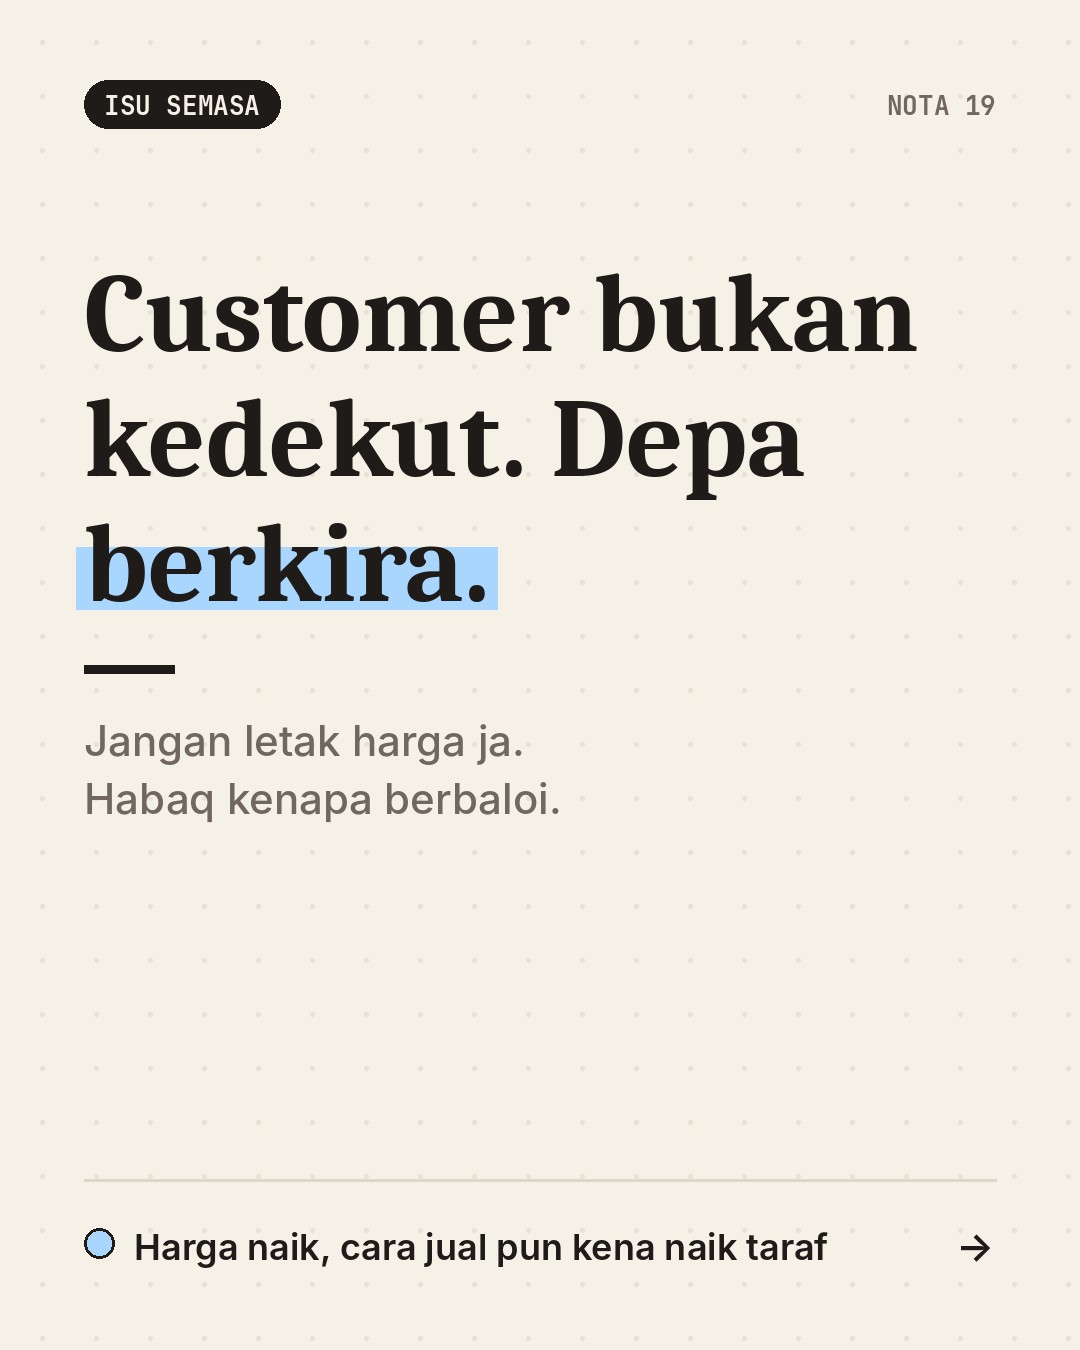 ISU SEMASA
NOTA 19
Customer bukan
kedekut. Depa
berkira.
Jangan letak harga ja.
Habaq kenapa berbaloi.
Harga naik, cara jual pun kena naik taraf →